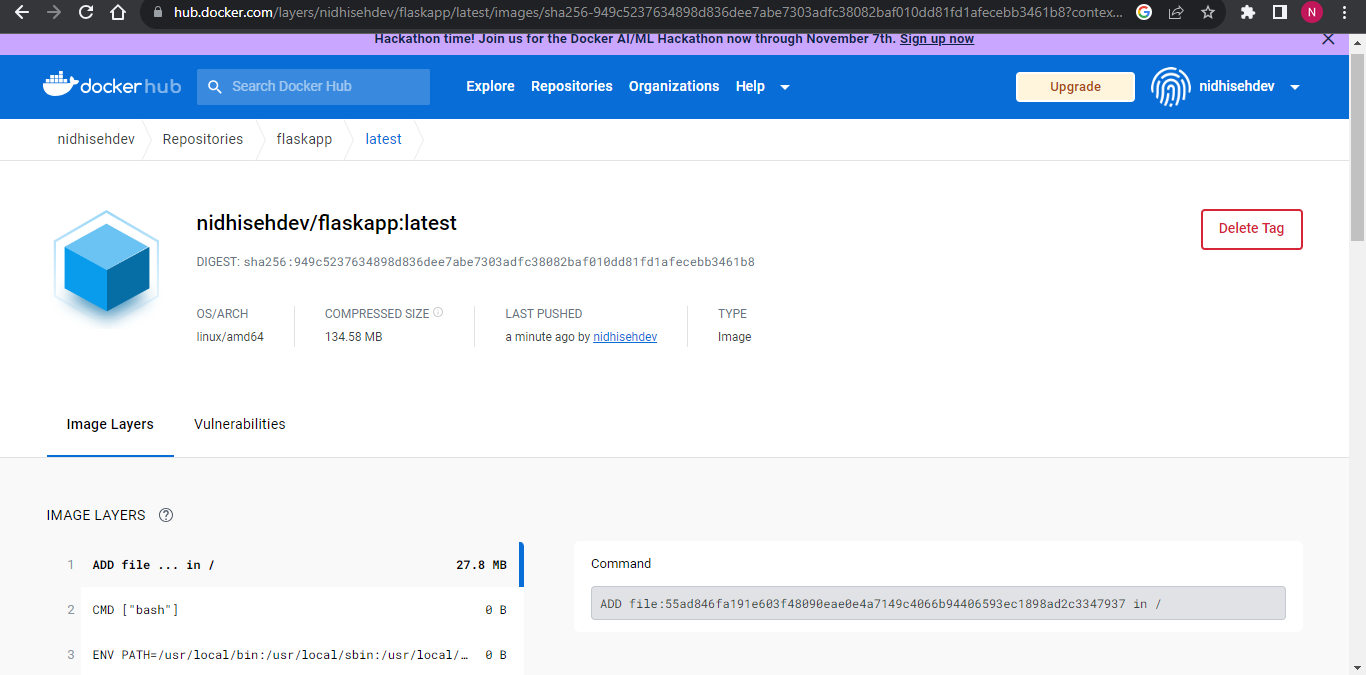 hub.docker.com/layers/nidhisehdev/flaskapp/latest/images/sha256-949c5237634898d836dee7abe7303adfc38082baf010dd81fd1afecebb3461b8?contex...
N
Hackathon time! Join us for the Docker AI/ML Hackathon now through November 7th. Sign up now
docker hub
Search Docker Hub
Explore
Repositories
Organizations
Help
Upgrade
nidhisehdev
nidhisehdev
Repositories
flaskapp
latest
nidhisehdev/flaskapp:latest
Delete Tag
DIGEST: sha256:949c5237634898d836dee7abe7303adfc38082baf010dd81fd1afecebb3461b8
OS/ARCH
linux/amd64
COMPRESSED SIZE
134.58 MB
LAST PUSHED
a minute ago by nidhisehdev
TYPE
Image
Image Layers
Vulnerabilities
IMAGE LAYERS
1 ADD file ... in / 27.8 MB
2 CMD ["bash"] 0 B
3 ENV PATH=/usr/local/bin:/usr/local/sbin:/usr/local/… 0 B
Command
ADD file:55ad846fa191e603f48090eae0e4a7149c4066b94406593ec1898ad2c3347937 in /